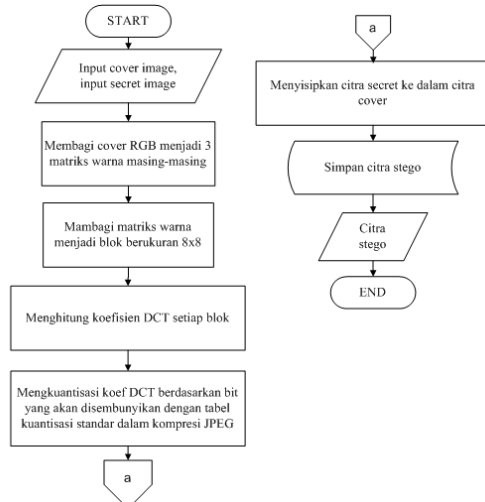 START
Input cover image,
input secret image
Membagi cover RGB menjadi 3
matriks warna masing-masing
Mambagi matriks warna
menjadi blok berukuran 8x8
Menghitung koefisien DCT setiap blok
Mengkuantisasi koef DCT berdasarkan bit
yang akan disembunyikan dengan tabel
kuantisasi standar dalam kompresi JPEG
a
a
Menyisipkan citra secret ke dalam citra
cover
Simpan citra stego
Citra
stego
END